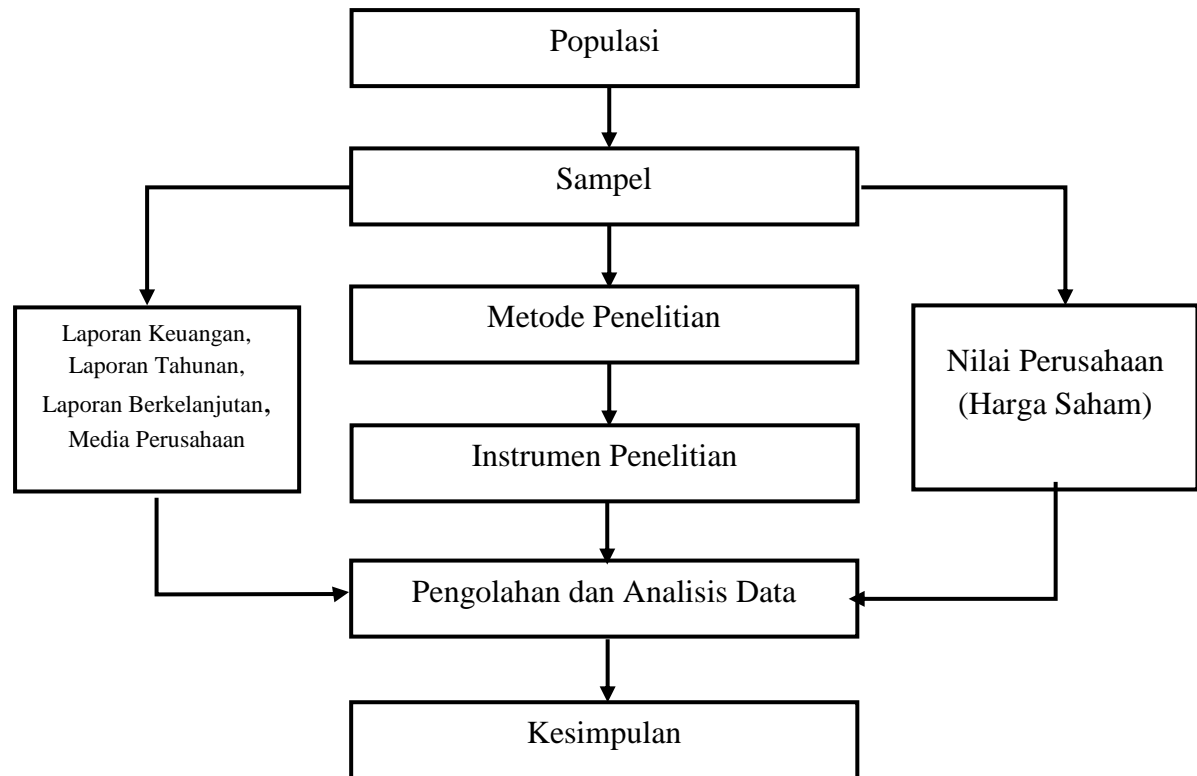 Populasi
Sampel
Metode Penelitian
Laporan Keuangan,
Laporan Tahunan,
Laporan Berkelanjutan,
Media Perusahaan
Nilai Perusahaan
(Harga Saham)
Instrumen Penelitian
Pengolahan dan Analisis Data
Kesimpulan